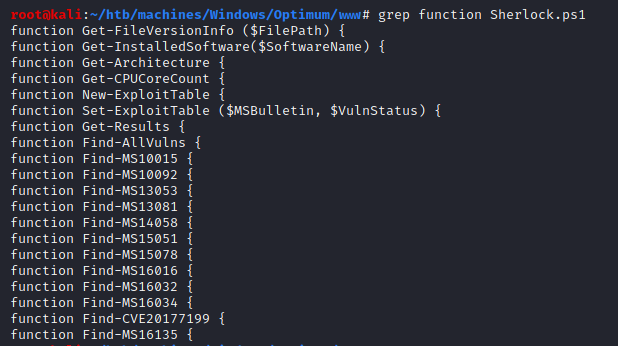 root@kali:~/htb/machines/Windows/Optimum/www# grep function Sherlock.ps1
function Get-FileVersionInfo ($FilePath) {
function Get-InstalledSoftware($SoftwareName) {
function Get-Architecture {
function Get-CPUCoreCount {
function New-ExploitTable {
function Set-ExploitTable ($MSBulletin, $VulnStatus) {
function Get-Results {
function Find-AllVulns {
function Find-MS10015 {
function Find-MS10092 {
function Find-MS13053 {
function Find-MS13081 {
function Find-MS14058 {
function Find-MS15051 {
function Find-MS15078 {
function Find-MS16016 {
function Find-MS16032 {
function Find-MS16034 {
function Find-CVE20177199 {
function Find-MS16135 {